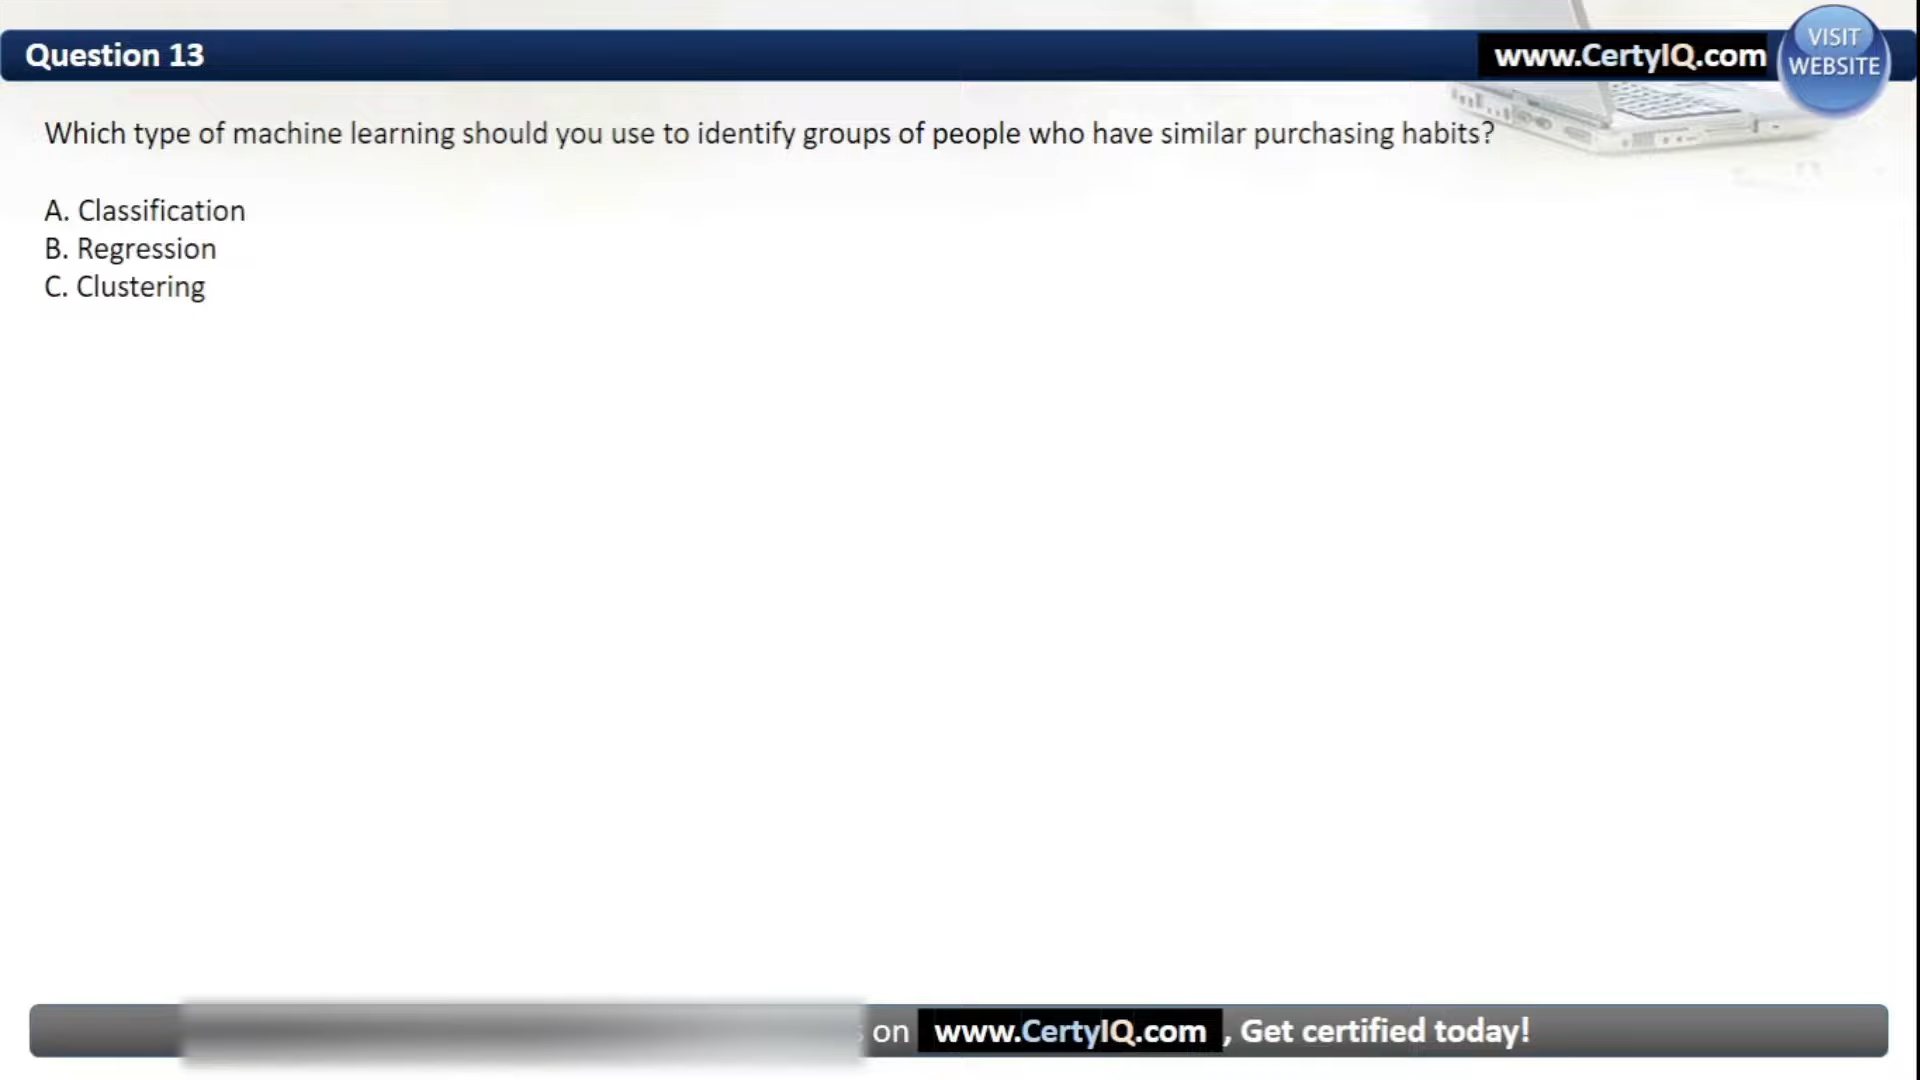 Question 13
www.CertyIQ.com
VISIT
WEBSITE
Which type of machine learning should you use to identify groups of people who have similar purchasing habits?
A. Classification
B. Regression
C. Clustering
on www.CertyIQ.com , Get certified today!